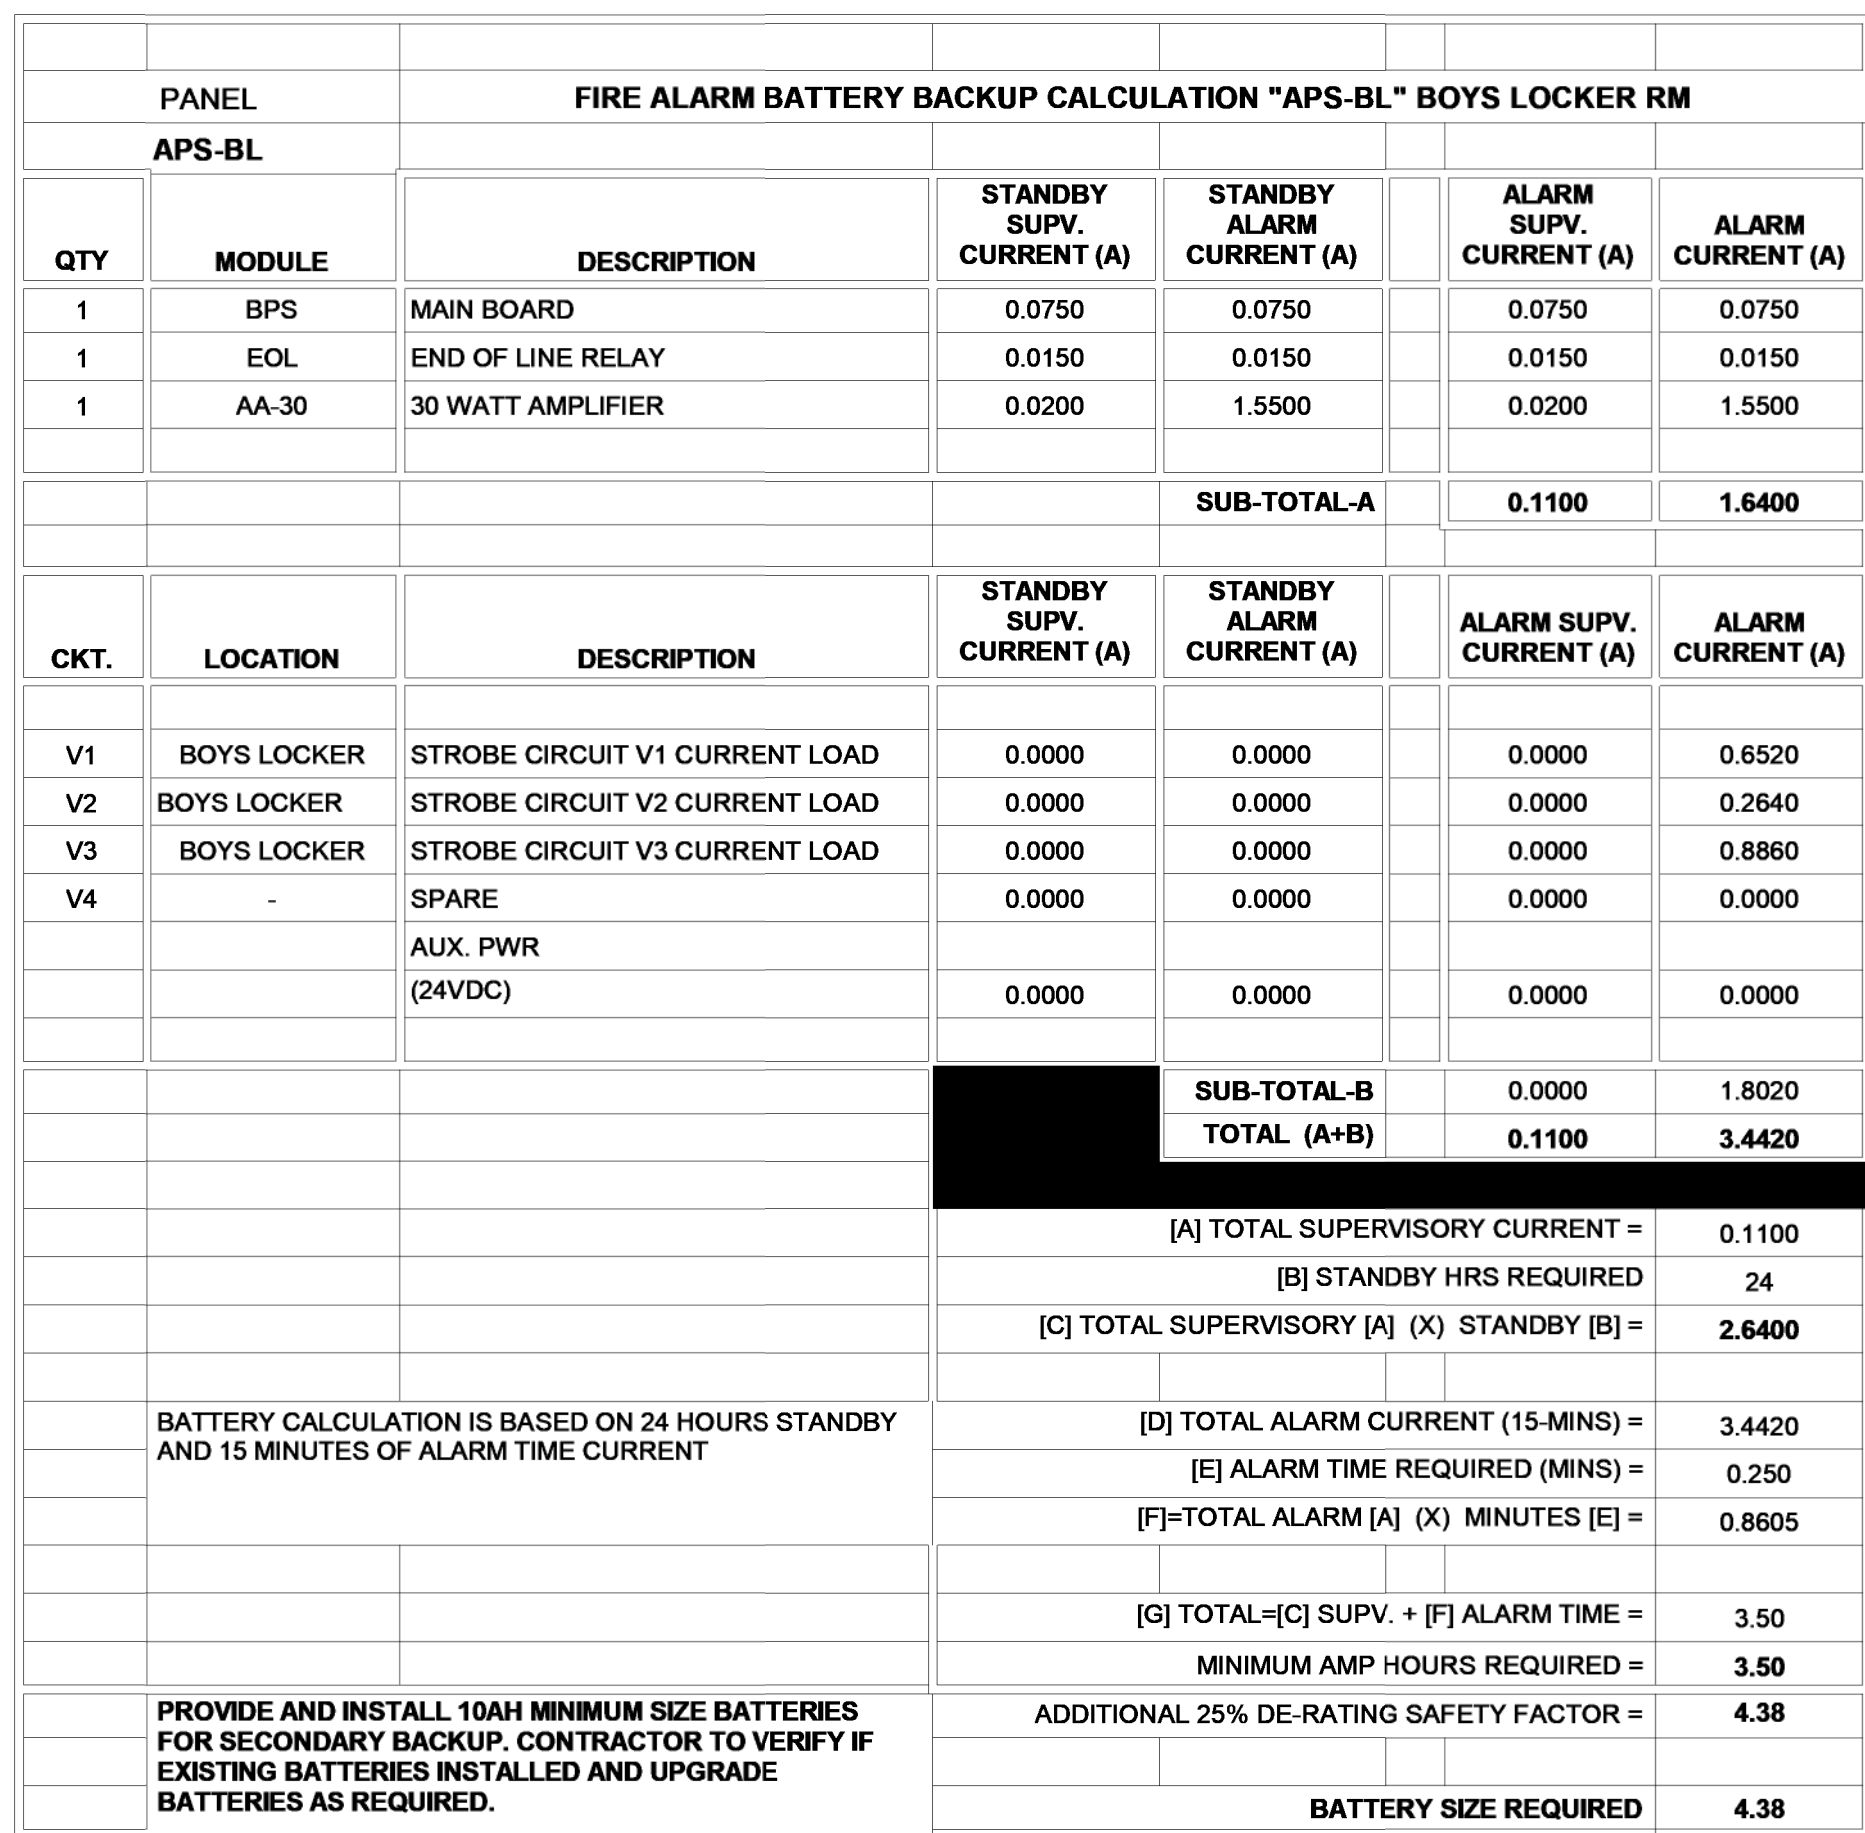 PANEL FIRE ALARM BATTERY BACKUP CALCULATION "APS-BL" BOYS LOCKER RM
APS-BL
QTY MODULE DESCRIPTION STANDBY SUPV. CURRENT (A) STANDBY ALARM CURRENT (A) ALARM SUPV. CURRENT (A) ALARM CURRENT (A)
1 BPS MAIN BOARD 0.0750 0.0750 0.0750 0.0750
1 EOL END OF LINE RELAY 0.0150 0.0150 0.0150 0.0150
1 AA-30 30 WATT AMPLIFIER 0.0200 1.5500 0.0200 1.5500
SUB-TOTAL-A 0.1100 1.6400
CKT. LOCATION DESCRIPTION STANDBY SUPV. CURRENT (A) STANDBY ALARM CURRENT (A) ALARM SUPV. CURRENT (A) ALARM CURRENT (A)
V1 BOYS LOCKER STROBE CIRCUIT V1 CURRENT LOAD 0.0000 0.0000 0.0000 0.6520
V2 BOYS LOCKER STROBE CIRCUIT V2 CURRENT LOAD 0.0000 0.0000 0.0000 0.2640
V3 BOYS LOCKER STROBE CIRCUIT V3 CURRENT LOAD 0.0000 0.0000 0.0000 0.8860
V4 - SPARE 0.0000 0.0000 0.0000 0.0000
AUX. PWR
(24VDC) 0.0000 0.0000 0.0000 0.0000
SUB-TOTAL-B 0.0000 1.8020
TOTAL (A+B) 0.1100 3.4420
[A] TOTAL SUPERVISORY CURRENT = 0.1100
[B] STANDBY HRS REQUIRED 24
[C] TOTAL SUPERVISORY [A] (X) STANDBY [B] = 2.6400
BATTERY CALCULATION IS BASED ON 24 HOURS STANDBY
AND 15 MINUTES OF ALARM TIME CURRENT
[D] TOTAL ALARM CURRENT (15-MINS) = 3.4420
[E] ALARM TIME REQUIRED (MINS) = 0.250
[F]=TOTAL ALARM [A] (X) MINUTES [E] = 0.8605
[G] TOTAL=[C] SUPV. + [F] ALARM TIME = 3.50
MINIMUM AMP HOURS REQUIRED = 3.50
PROVIDE AND INSTALL 10AH MINIMUM SIZE BATTERIES
FOR SECONDARY BACKUP. CONTRACTOR TO VERIFY IF
EXISTING BATTERIES INSTALLED AND UPGRADE
BATTERIES AS REQUIRED.
ADDITIONAL 25% DE-RATING SAFETY FACTOR = 4.38
BATTERY SIZE REQUIRED 4.38